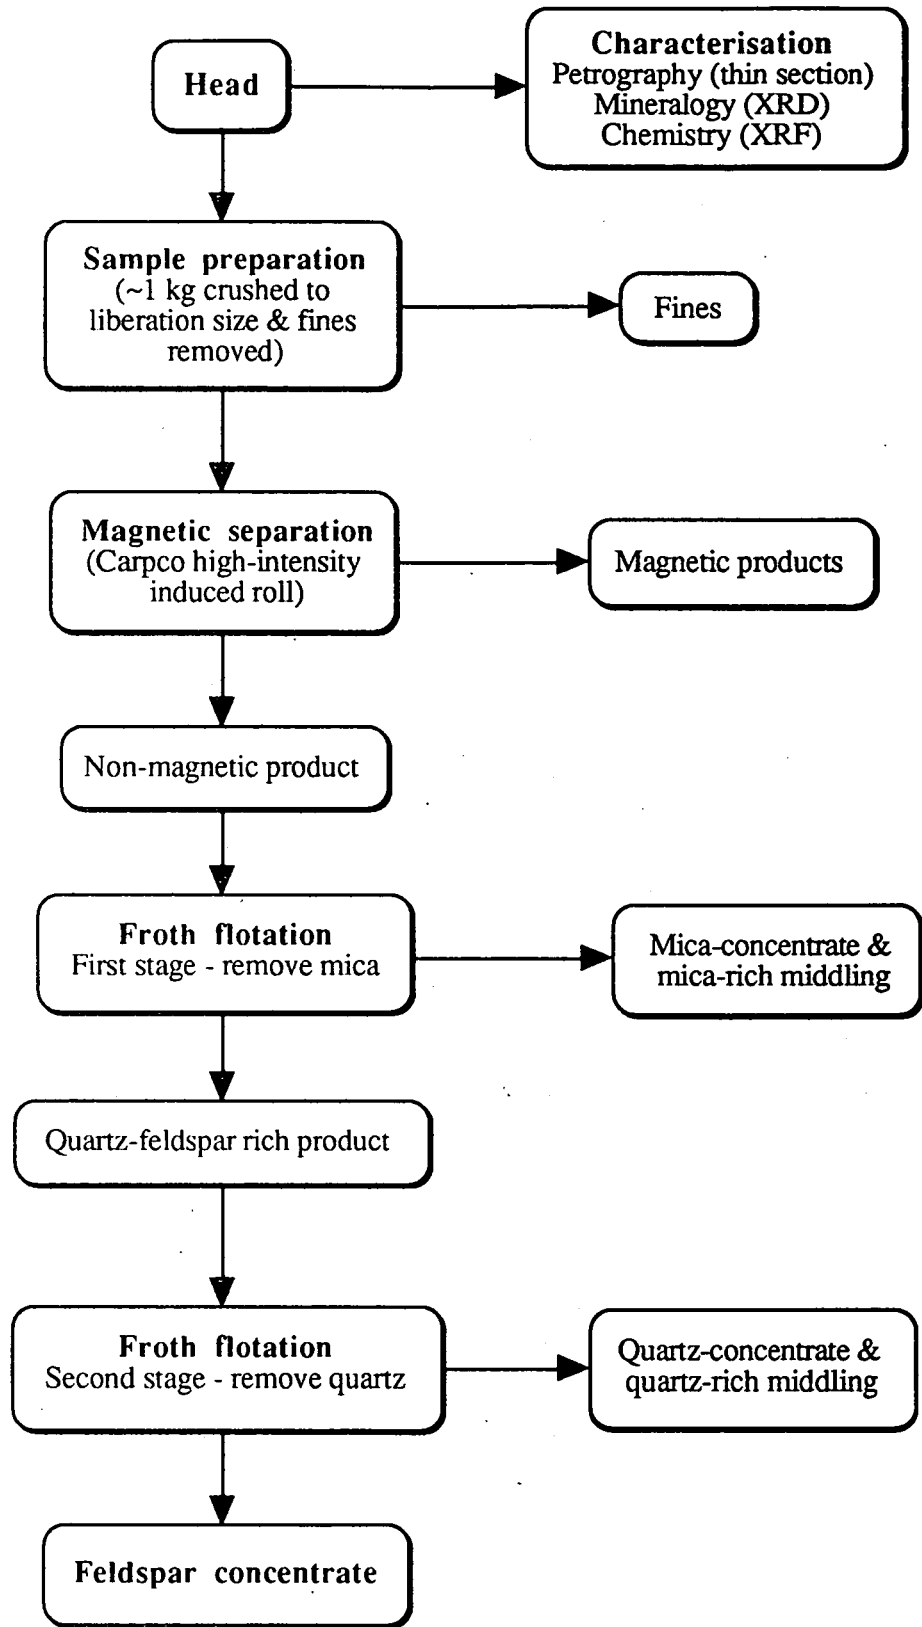 Head
Characterisation
Petrography (thin section)
Mineralogy (XRD)
Chemistry (XRF)
Sample preparation
(~1 kg crushed to
liberation size & fines
removed)
Fines
Magnetic separation
(Carpco high-intensity
induced roll)
Magnetic products
Non-magnetic product
Froth flotation
First stage - remove mica
Mica-concentrate &
mica-rich middling
Quartz-feldspar rich product
Froth flotation
Second stage - remove quartz
Quartz-concentrate &
quartz-rich middling
Feldspar concentrate